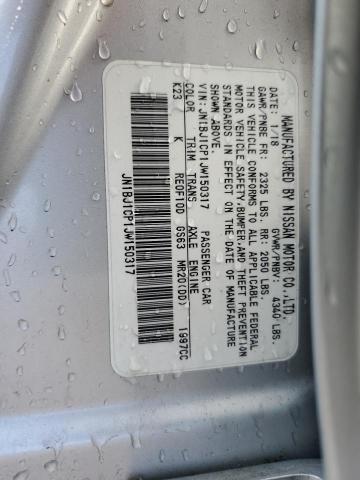 MANUFACTURED BY NISSAN MOTOR CO.,LTD.
DATE: 1/18 GVWR/PNBV: 4340 LBS.
GAWR/PNBE FR: 2325 LBS. RR: 2050 LBS.
THIS VEHICLE CONFORMS TO ALL APPLICABLE FEDERAL
MOTOR VEHICLE SAFETY,BUMPER,AND THEFT PREVENTION
STANDARDS IN EFFECT ON THE DATE OF MANUFACTURE
SHOWN ABOVE.
VIN:JN1BJ1CP1JW150317 PASSENGER CAR
COLOR TRIM TRANS. AXLE ENGINE
K23 K RE0F10D GS63 MR20(DD) 1997CC
JN1BJ1CP1JW150317